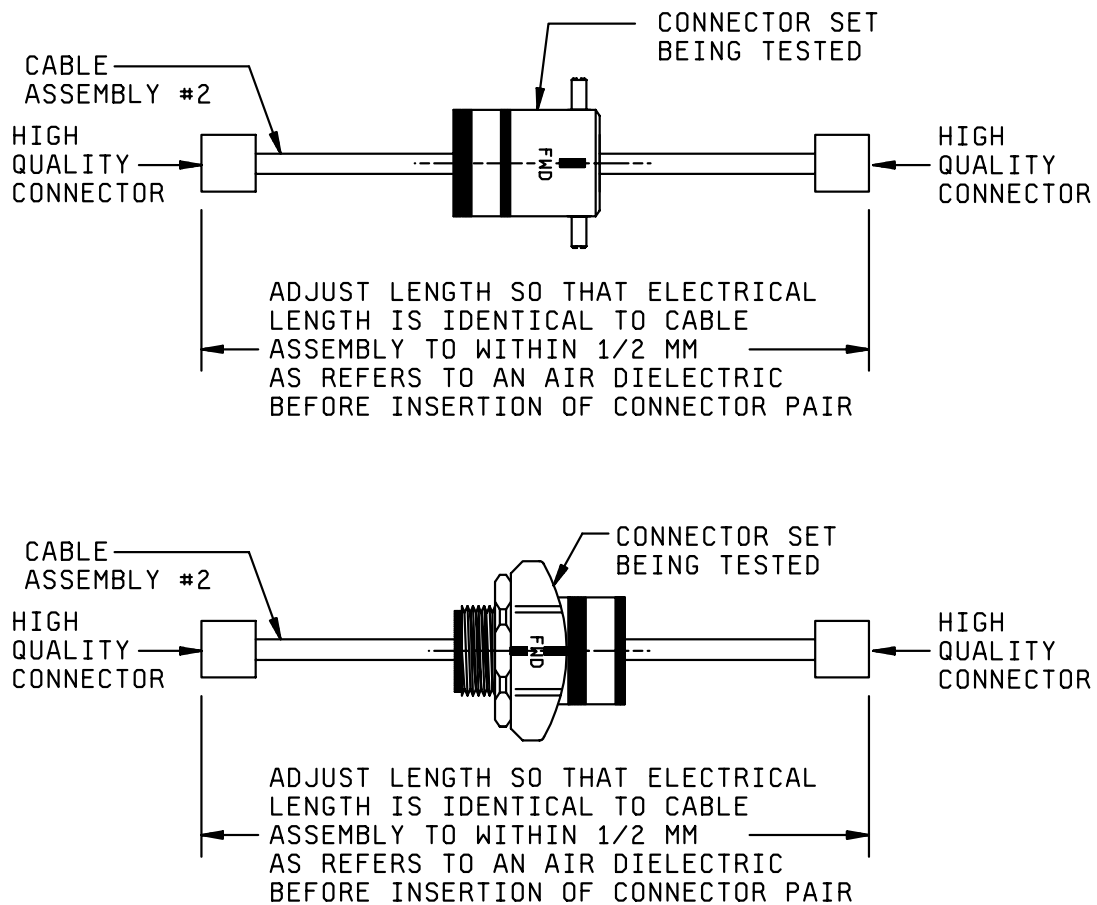 CONNECTOR SET
BEING TESTED
CABLE
ASSEMBLY #2
HIGH
QUALITY
CONNECTOR
FWD
HIGH
QUALITY
CONNECTOR
ADJUST LENGTH SO THAT ELECTRICAL
LENGTH IS IDENTICAL TO CABLE
ASSEMBLY TO WITHIN 1/2 MM
AS REFERS TO AN AIR DIELECTRIC
BEFORE INSERTION OF CONNECTOR PAIR
CONNECTOR SET
BEING TESTED
CABLE
ASSEMBLY #2
HIGH
QUALITY
CONNECTOR
FWD
HIGH
QUALITY
CONNECTOR
ADJUST LENGTH SO THAT ELECTRICAL
LENGTH IS IDENTICAL TO CABLE
ASSEMBLY TO WITHIN 1/2 MM
AS REFERS TO AN AIR DIELECTRIC
BEFORE INSERTION OF CONNECTOR PAIR